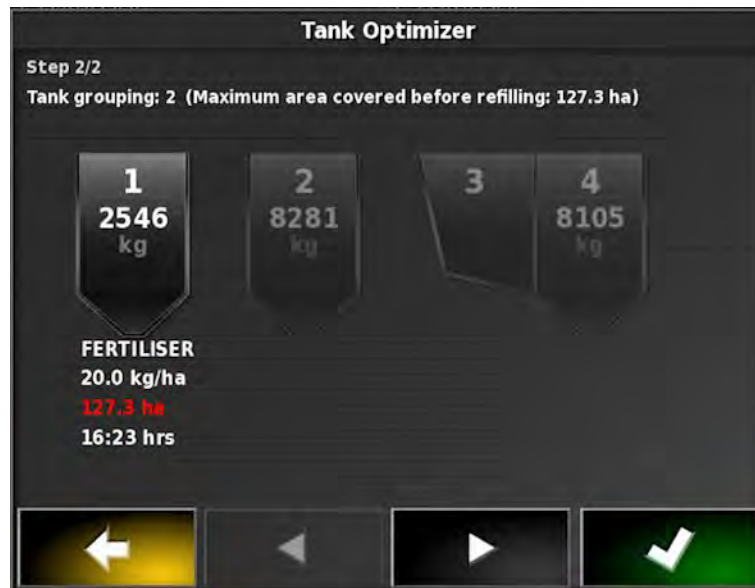 Tank Optimizer
Step 2/2
Tank grouping: 2 (Maximum area covered before refilling: 127.3 ha)
1 2 3 4
2546 8281 8105
kg kg kg
FERTILISER
20.0 kg/ha
127.3 ha
16:23 hrs